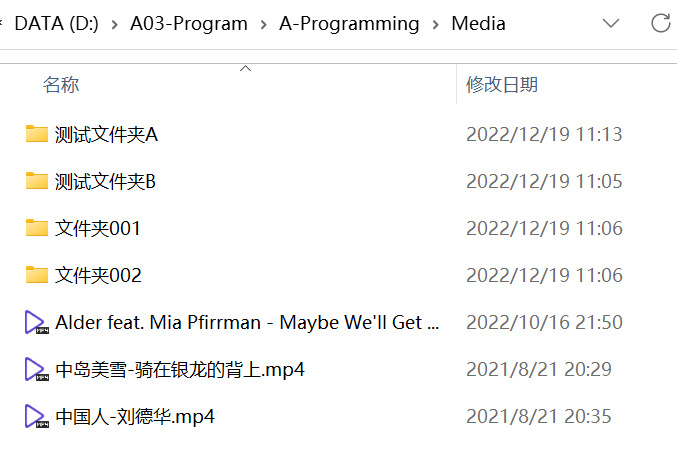 DATA (D:) › A03-Program › A-Programming › Media
名称 修改日期
测试文件夹A 2022/12/19 11:13
测试文件夹B 2022/12/19 11:05
文件夹001 2022/12/19 11:06
文件夹002 2022/12/19 11:06
Alder feat. Mia Pfirrman - Maybe We'll Get ... 2022/10/16 21:50
中岛美雪-骑在银龙的背上.mp4 2021/8/21 20:29
中国人-刘德华.mp4 2021/8/21 20:35